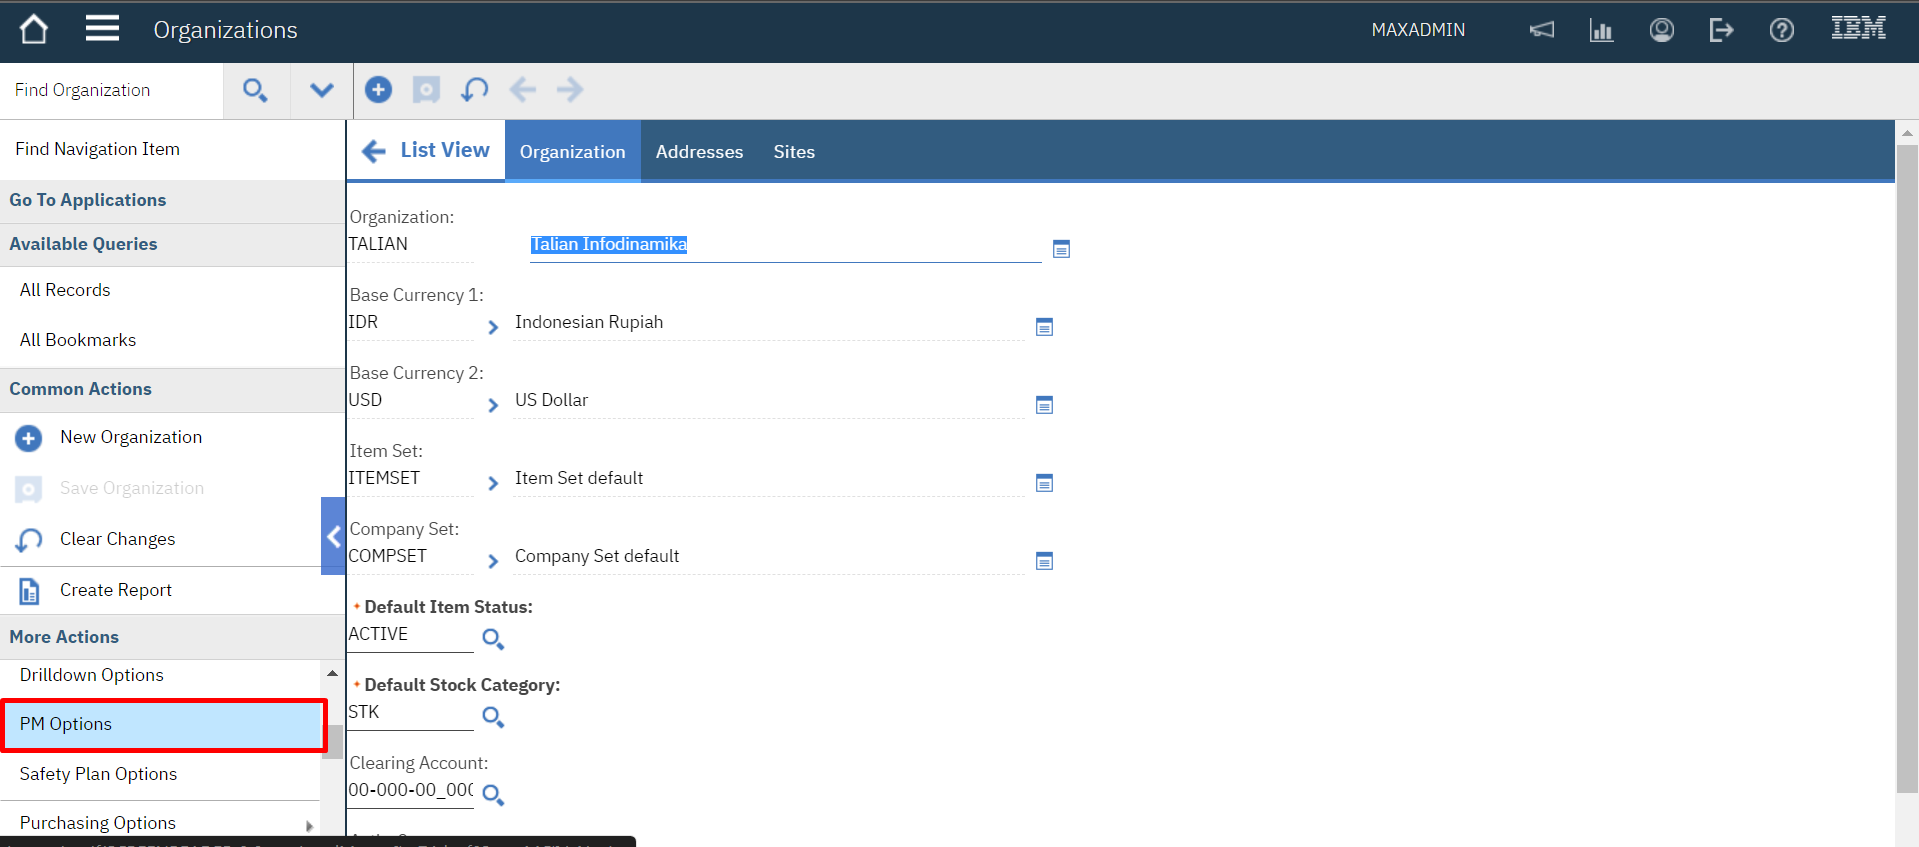 Organizations
MAXADMIN
IBM
Find Organization
Find Navigation Item
Go To Applications
Available Queries
All Records
All Bookmarks
Common Actions
New Organization
Save Organization
Clear Changes
Create Report
More Actions
Drilldown Options
PM Options
Safety Plan Options
Purchasing Options
List View
Organization
Addresses
Sites
Organization:
TALIAN
Talian Infodinamika
Base Currency 1:
IDR
Indonesian Rupiah
Base Currency 2:
USD
US Dollar
Item Set:
ITEMSET
Item Set default
Company Set:
COMPSET
Company Set default
Default Item Status:
ACTIVE
Default Stock Category:
STK
Clearing Account:
00-000-00_000